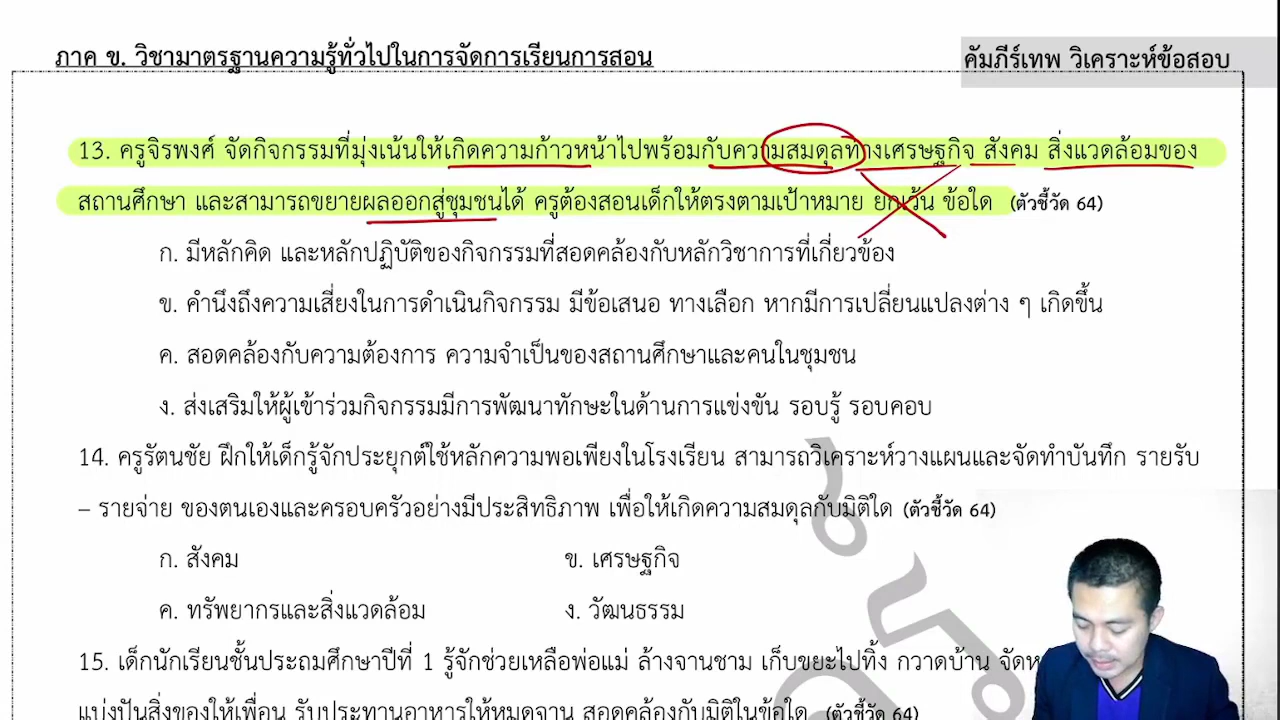 ภาค ข. วิชามาตรฐานความรู้ทั่วไปในการจัดการเรียนการสอน
คัมภีร์เทพ วิเคราะห์ข้อสอบ
13. ครูจิรพงศ์ จัดกิจกรรมที่มุ่งเน้นให้เกิดความก้าวหน้าไปพร้อมกับความสมดุลทางเศรษฐกิจ สังคม สิ่งแวดล้อมของ
สถานศึกษา และสามารถขยายผลออกสู่ชุมชนได้ ครูต้องสอนเด็กให้ตรงตามเป้าหมาย ยกเว้น ข้อใด (ตัวชี้วัด 64)
ก. มีหลักคิด และหลักปฏิบัติของกิจกรรมที่สอดคล้องกับหลักวิชาการที่เกี่ยวข้อง
ข. คำนึงถึงความเสี่ยงในการดำเนินกิจกรรม มีข้อเสนอ ทางเลือก หากมีการเปลี่ยนแปลงต่าง ๆ เกิดขึ้น
ค. สอดคล้องกับความต้องการ ความจำเป็นของสถานศึกษาและคนในชุมชน
ง. ส่งเสริมให้ผู้เข้าร่วมกิจกรรมมีการพัฒนาทักษะในด้านการแข่งขัน รอบรู้ รอบคอบ
14. ครูรัตนชัย ฝึกให้เด็กรู้จักประยุกต์ใช้หลักความพอเพียงในโรงเรียน สามารถวิเคราะห์วางแผนและจัดทำบันทึก รายรับ
– รายจ่าย ของตนเองและครอบครัวอย่างมีประสิทธิภาพ เพื่อให้เกิดความสมดุลกับมิติใด (ตัวชี้วัด 64)
ก. สังคม ข. เศรษฐกิจ
ค. ทรัพยากรและสิ่งแวดล้อม ง. วัฒนธรรม
15. เด็กนักเรียนชั้นประถมศึกษาปีที่ 1 รู้จักช่วยเหลือพ่อแม่ ล้างจานชาม เก็บขยะไปทิ้ง กวาดบ้าน
แบ่งปันสิ่งของให้เพื่อน รับประทานอาหารให้หมดจาน สอดคล้องกับมิติในข้อใด (ตัวชี้วัด 64)